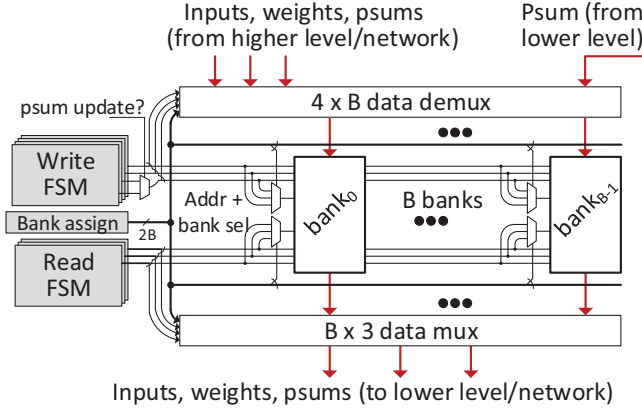 Inputs, weights, psums
(from higher level/network)
Psum (from
lower level)
psum update?
4 x B data demux
Write
FSM
Addr +
bank sel
bank0
B banks
bankB-1
Bank assign
2B
Read
FSM
B x 3 data mux
Inputs, weights, psums (to lower level/network)